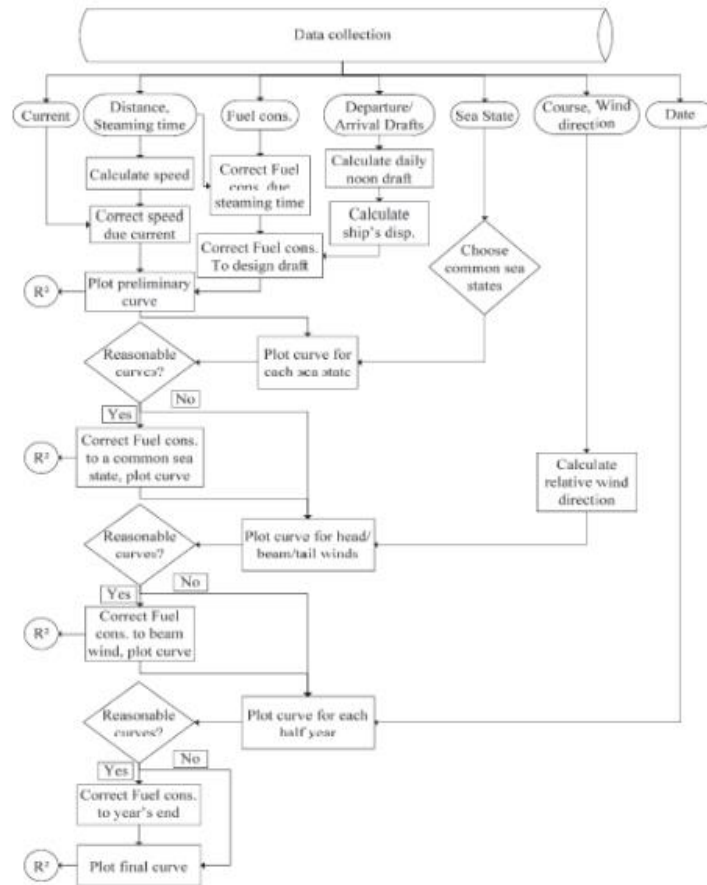 Data collection
Current
Distance,
Steaming time
Fuel cons.
Departure/
Arrival Drafts
Sea State
Course, Wind
direction
Date
Calculate speed
Correct Fuel
cons. due
steaming time
Calculate daily
noon draft
Correct speed
due current
Calculate
ship's disp.
Correct Fuel cons.
To design draft
Choose
common sea
states
R²
Plot preliminary
curve
Reasonable
curves?
Plot curve for
each sea state
Yes
No
R²
Correct Fuel cons.
to a common sea
state, plot curve
Calculate
relative wind
direction
Reasonable
curves?
Plot curve for head/
beam/tail winds
Yes
No
R²
Correct Fuel
cons. to beam
wind, plot curve
Reasonable
curves?
Plot curve for each
half year
Yes
No
Correct Fuel cons.
to year's end
R²
Plot final curve